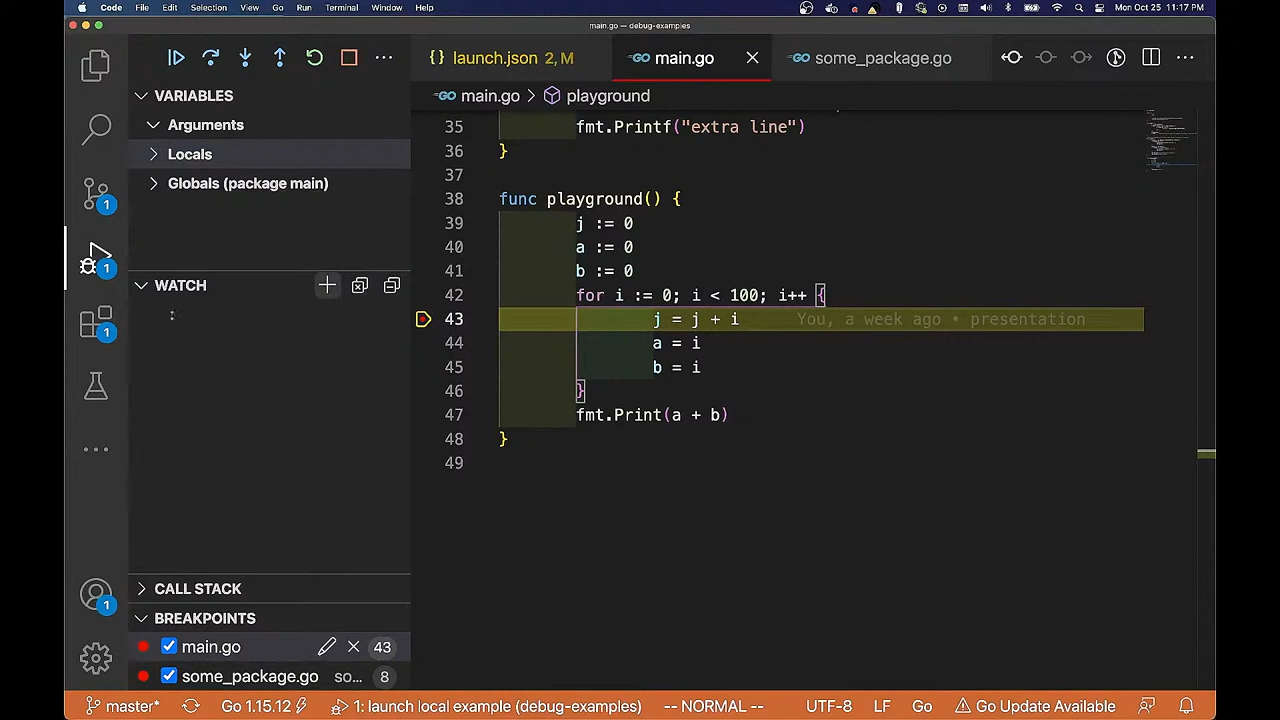 Code File Edit Selection View Go Run Terminal Window Help Mon Oct 25 11:17 PM
main.go — debug-examples
{} launch.json 2, M main.go some_package.go
VARIABLES
main.go > playground
Arguments
Locals
Globals (package main)
WATCH
:
CALL STACK
BREAKPOINTS
main.go 43
some_package.go so... 8
1
1
1
1
35 fmt.Printf("extra line")
36 }
37
38 func playground() {
39 j := 0
40 a := 0
41 b := 0
42 for i := 0; i < 100; i++ {
43 j = j + i You, a week ago • presentation
44 a = i
45 b = i
46 }
47 fmt.Print(a + b)
48 }
49
master* Go 1.15.12 1: launch local example (debug-examples) -- NORMAL -- UTF-8 LF Go Go Update Available